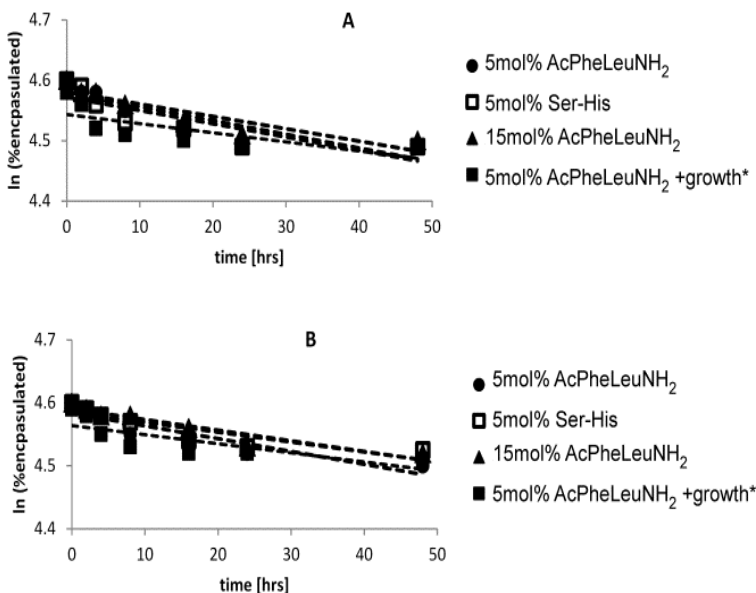 A
4.7
4.6
4.5
4.4
ln (%encpasulated)
0
10
20
30
40
50
time [hrs]
5mol% AcPheLeuNH2
5mol% Ser-His
15mol% AcPheLeuNH2
5mol% AcPheLeuNH2 +growth*
B
4.7
4.6
4.5
4.4
ln (%encpasulated)
0
10
20
30
40
50
time [hrs]
5mol% AcPheLeuNH2
5mol% Ser-His
15mol% AcPheLeuNH2
5mol% AcPheLeuNH2 +growth*